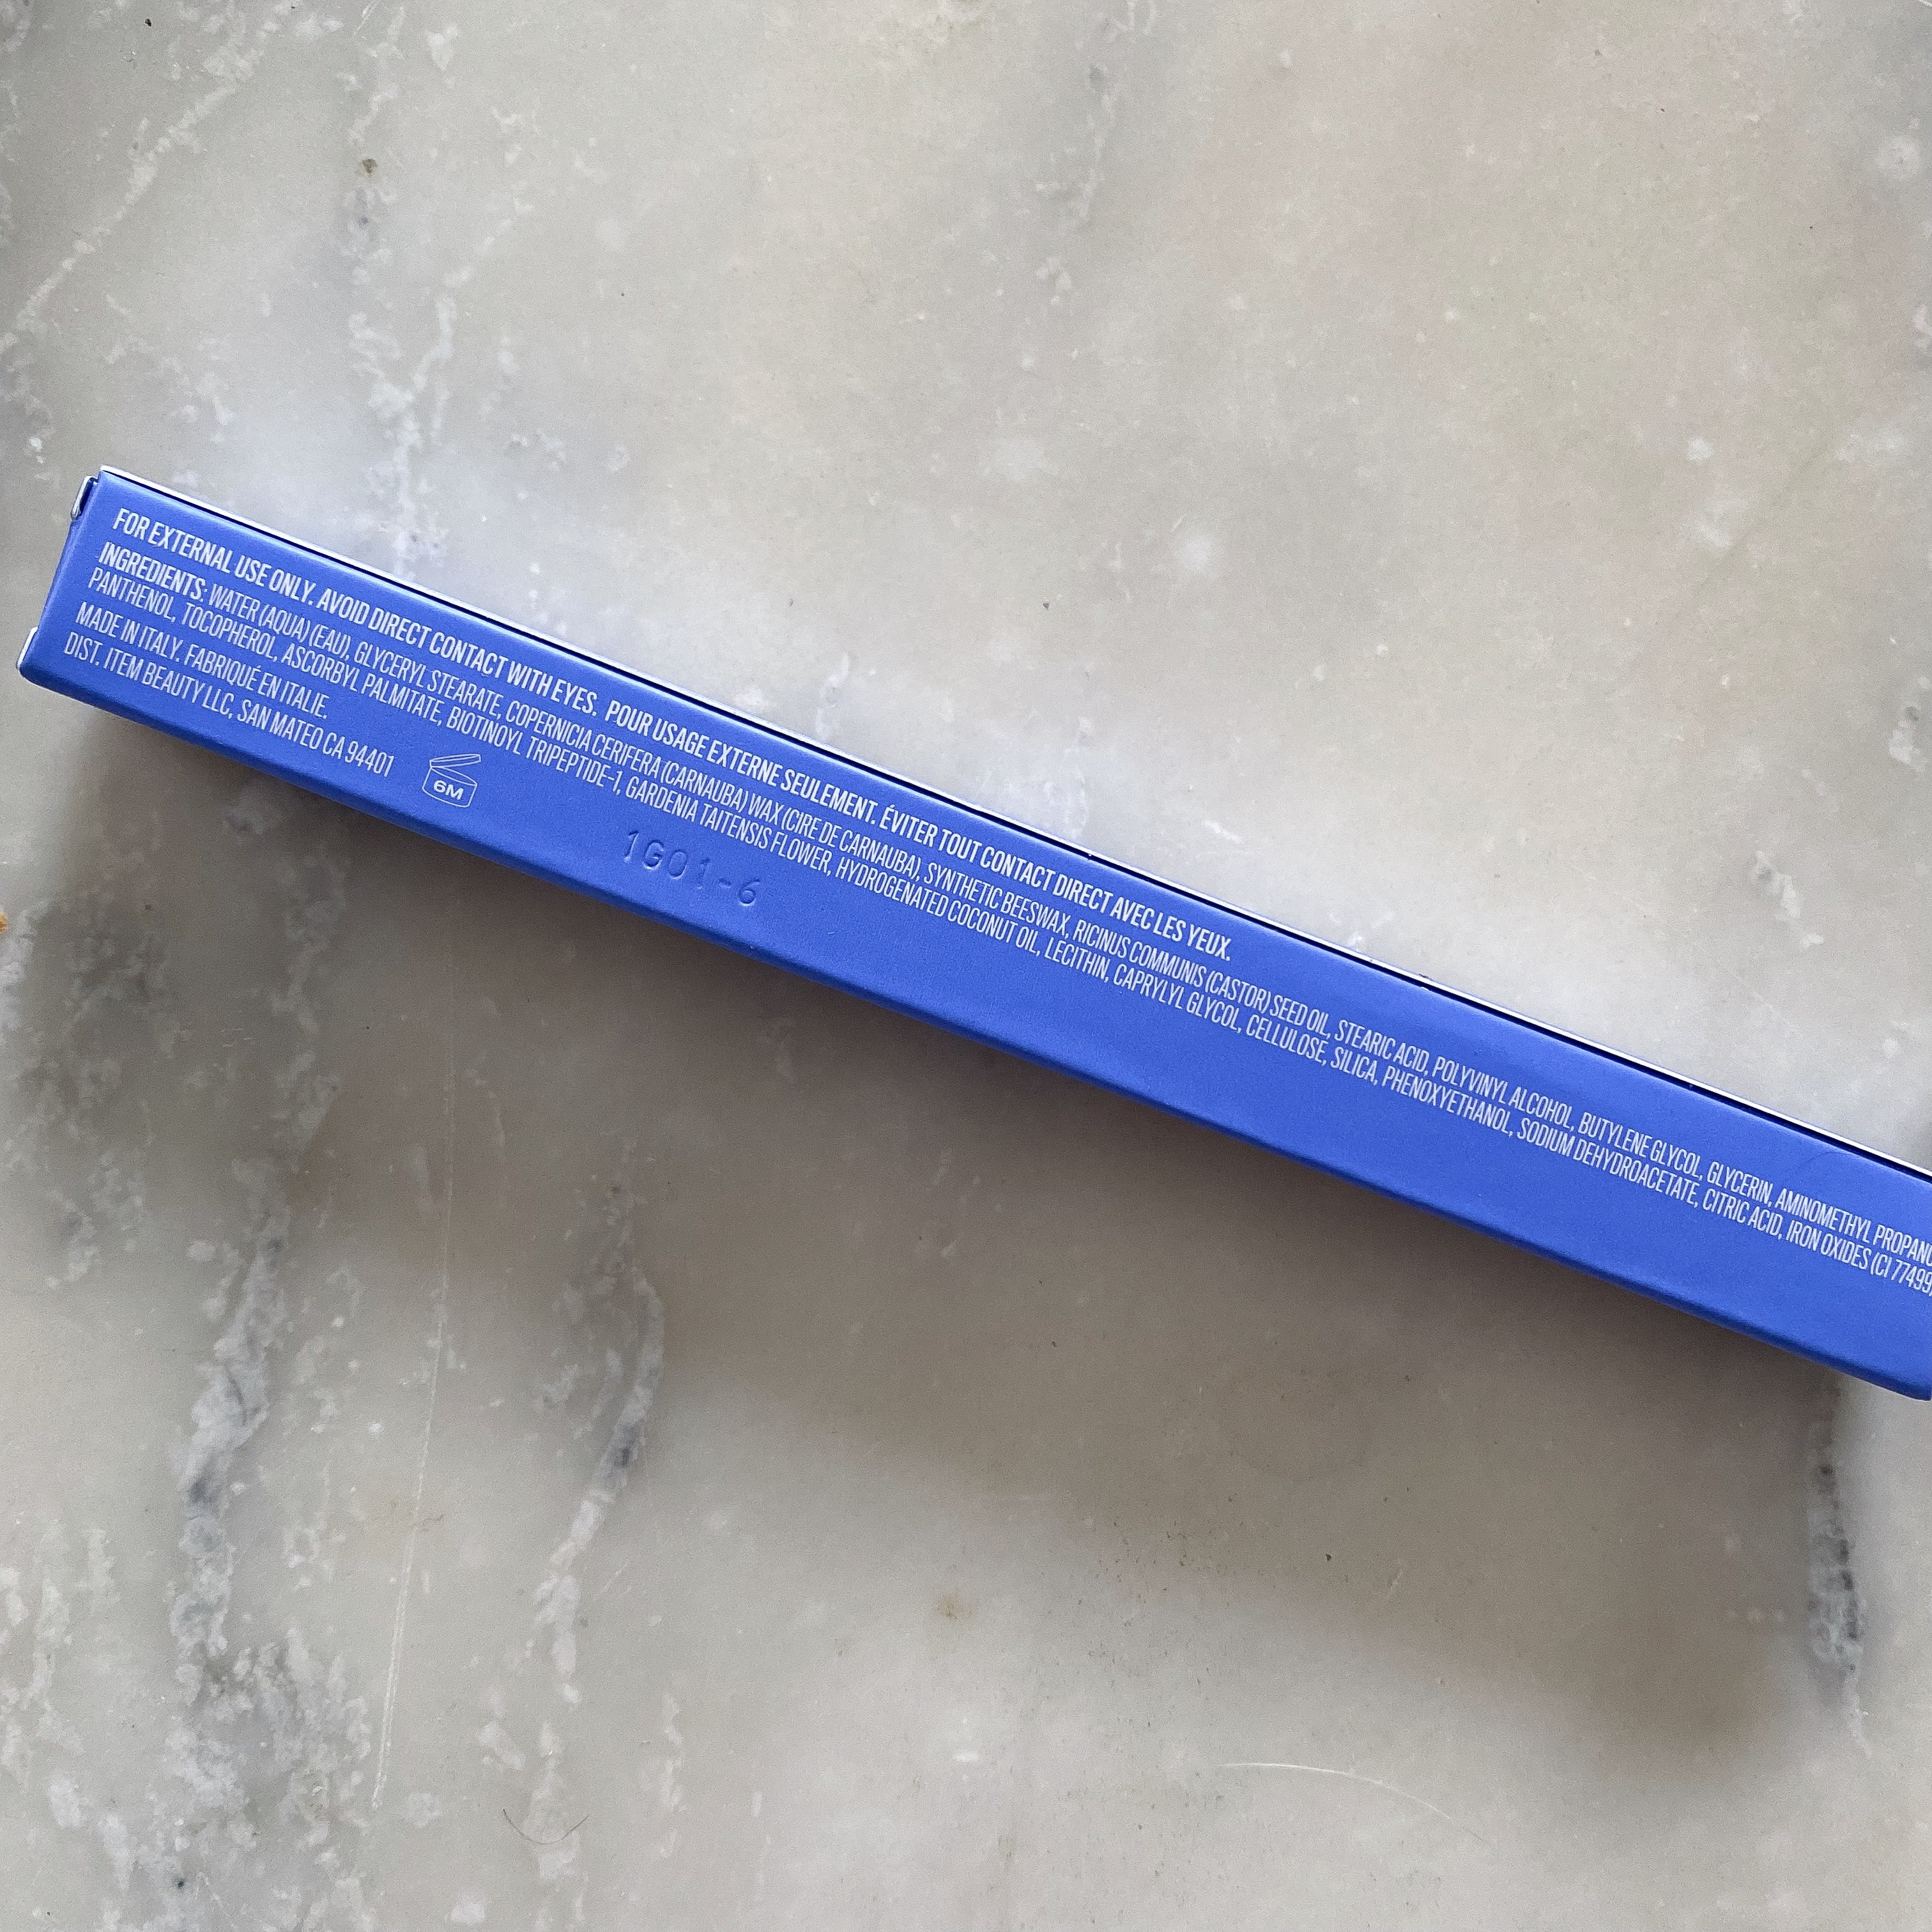 FOR EXTERNAL USE ONLY. AVOID DIRECT CONTACT WITH EYES. POUR USAGE EXTERNE SEULEMENT. ÉVITER TOUT CONTACT DIRECT AVEC LES YEUX.
INGREDIENTS: WATER (AQUA) (EAU), GLYCERYL STEARATE, COPERNICIA CERIFERA (CARNAUBA) WAX (CIRE DE CARNAUBA), SYNTHETIC BEESWAX, RICINUS COMMUNIS (CASTOR) SEED OIL, STEARIC ACID, POLYVINYL ALCOHOL, BUTYLENE GLYCOL, GLYCERIN, AMINOMETHYL
PANTHENOL, TOCOPHEROL, ASCORBYL PALMITATE, BIOTINOYL TRIPEPTIDE-1, GARDENIA TAITENSIS FLOWER, HYDROGENATED COCONUT OIL, LECITHIN, CAPRYLYL GLYCOL, CELLULOSE, SILICA, PHENOXYETHANOL, SODIUM DEHYDROACETATE, CITRIC ACID, IRON OXIDES (CI 77499)
MADE IN ITALY. FABRIQUÉ EN ITALIE.
DIST. ITEM BEAUTY LLC, SAN MATEO CA 94401
6M
1G01-6